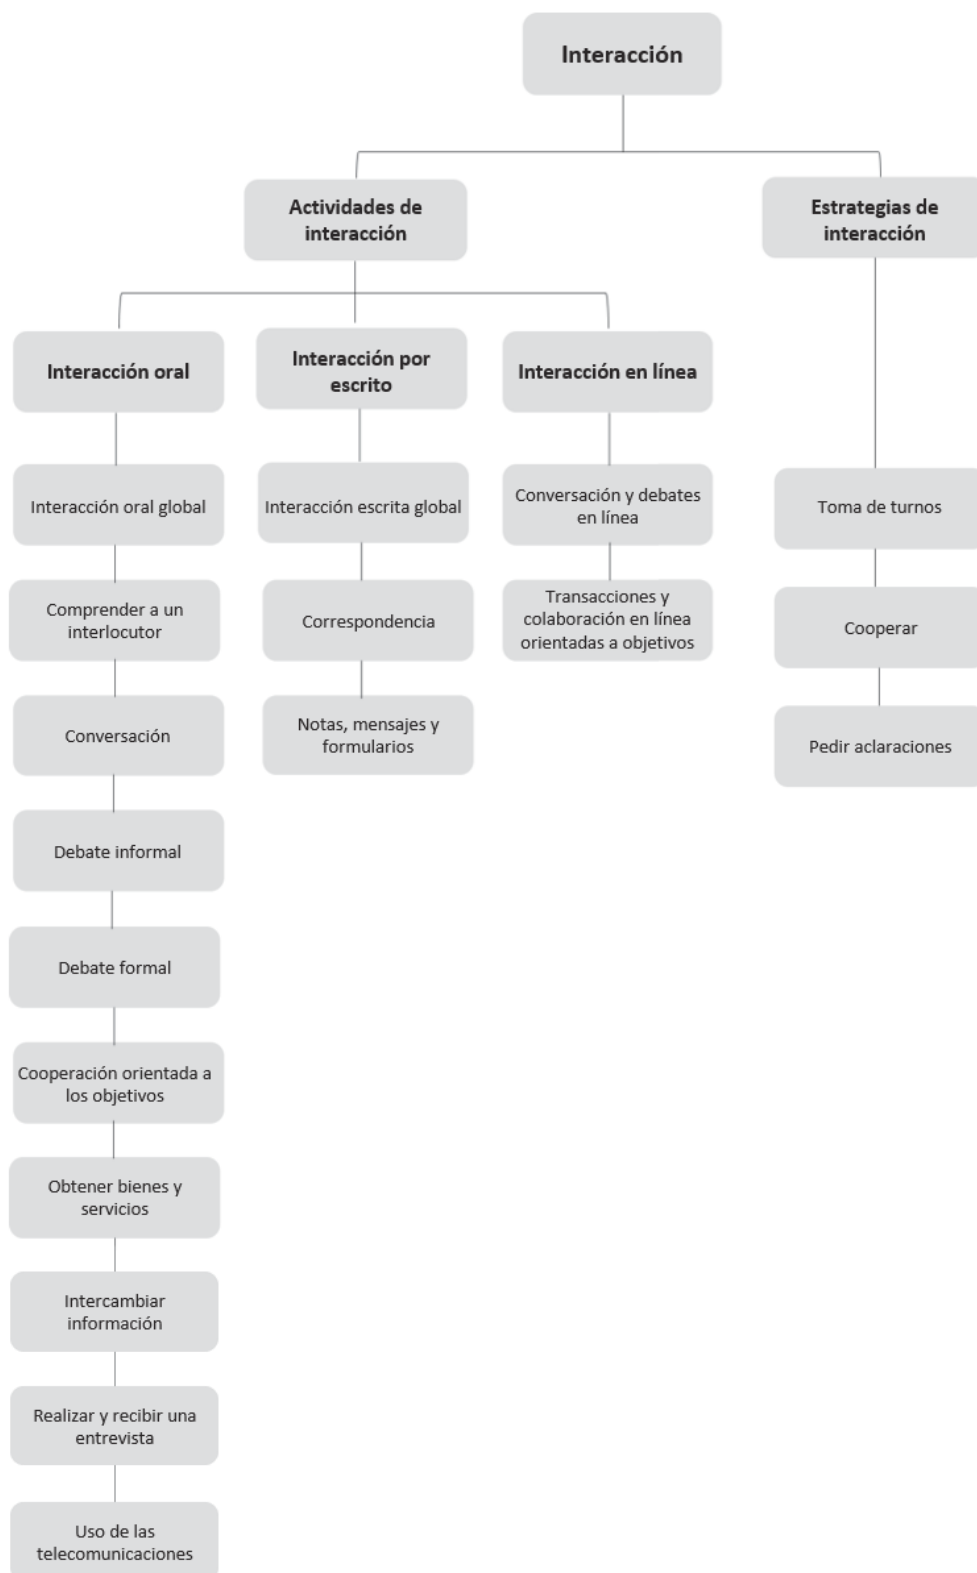 Interacción
Actividades de
interacción
Estrategias de
interacción
Interacción oral
Interacción por
escrito
Interacción en línea
Interacción oral global
Comprender a un
interlocutor
Conversación
Debate informal
Debate formal
Cooperación orientada a
los objetivos
Obtener bienes y
servicios
Intercambiar
información
Realizar y recibir una
entrevista
Uso de las
telecomunicaciones
Interacción escrita global
Correspondencia
Notas, mensajes y
formularios
Conversación y debates
en línea
Transacciones y
colaboración en línea
orientadas a objetivos
Toma de turnos
Cooperar
Pedir aclaraciones